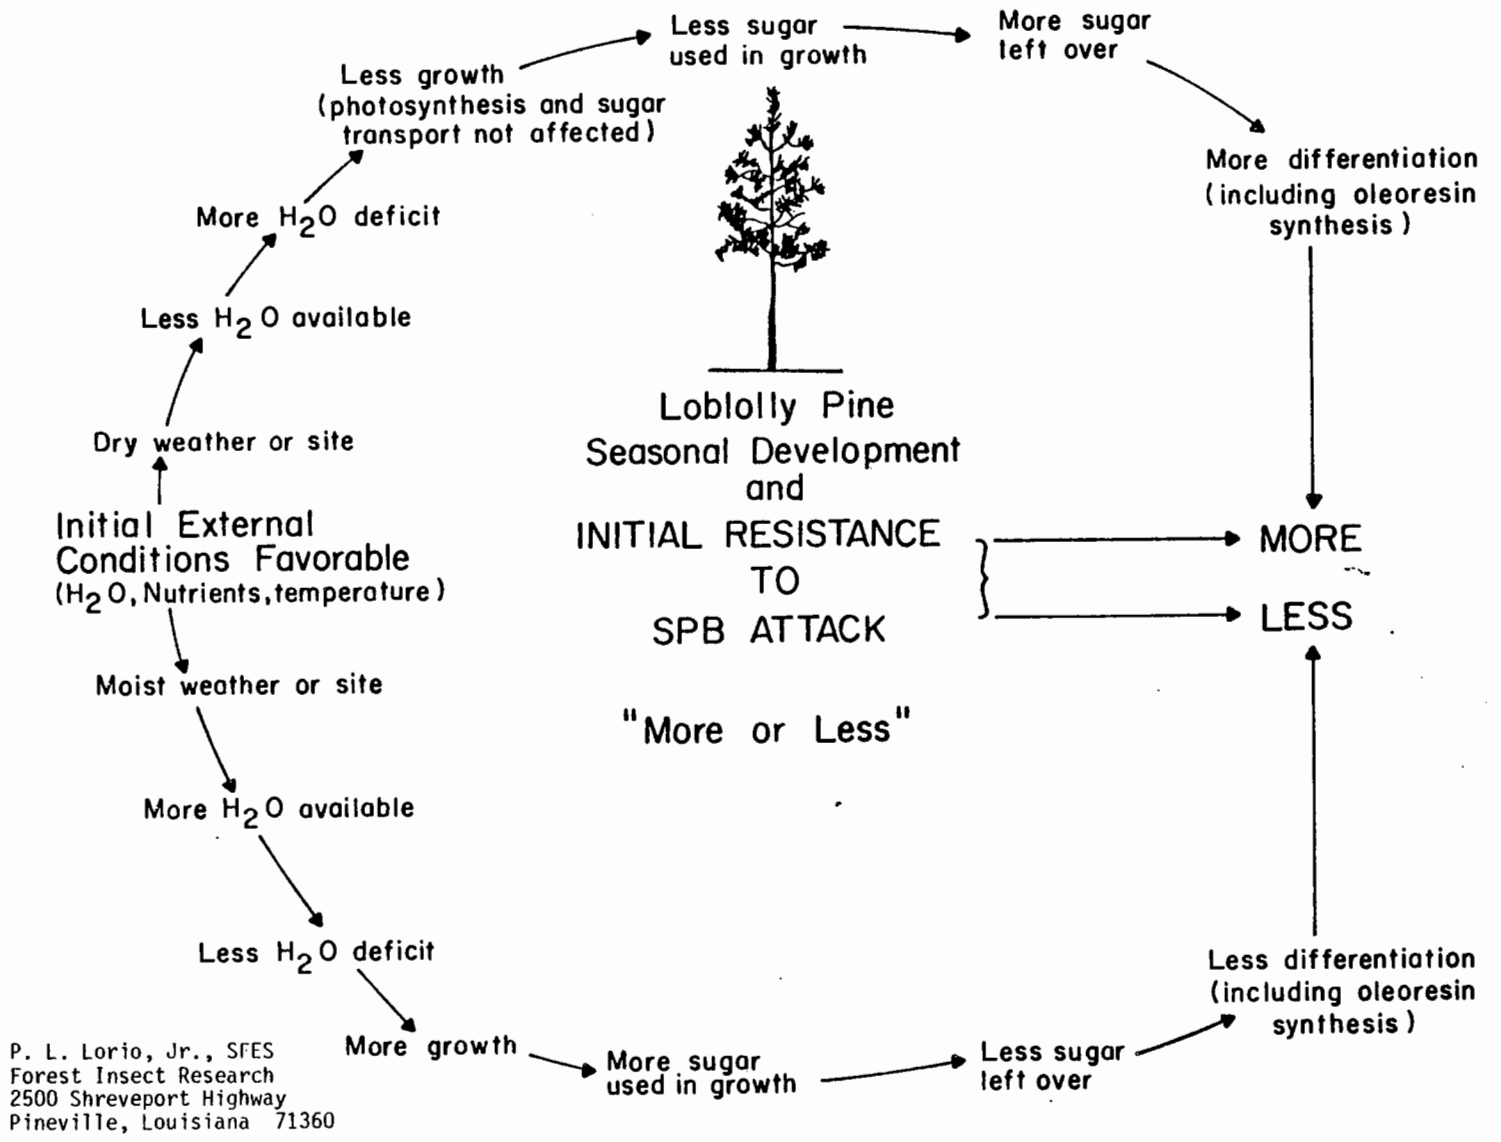 Less sugar
used in growth
More sugar
left over
Less growth
(photosynthesis and sugar
transport not affected)
More differentiation
(including oleoresin
synthesis)
More H2O deficit
Less H2O available
Dry weather or site
Initial External
Conditions Favorable
(H2O, Nutrients, temperature)
Loblolly Pine
Seasonal Development
and
INITIAL RESISTANCE
TO
SPB ATTACK
"More or Less"
MORE
LESS
Moist weather or site
More H2O available
Less H2O deficit
More growth
More sugar
used in growth
Less sugar
left over
Less differentiation
(including oleoresin
synthesis)
P. L. Lorio, Jr., SFES
Forest Insect Research
2500 Shreveport Highway
Pineville, Louisiana 71360